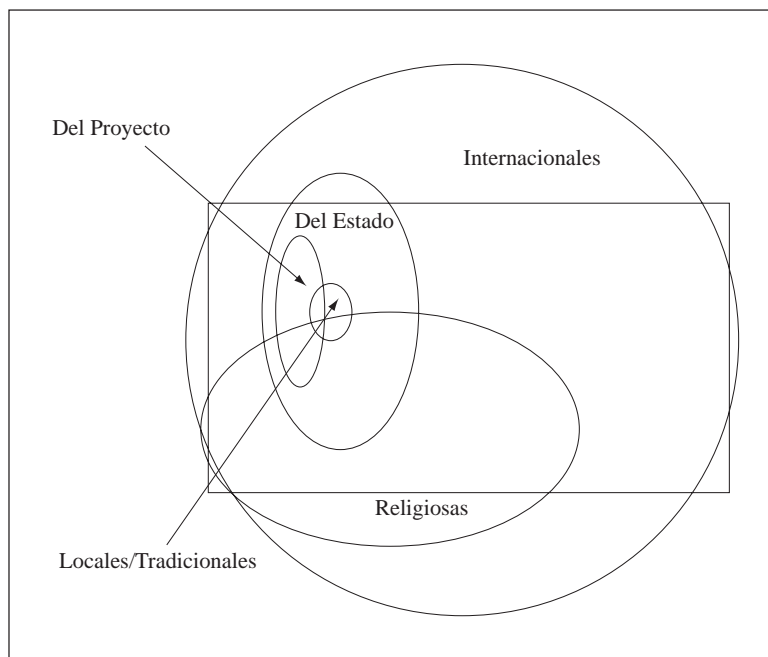 Del Proyecto
Internacionales
Del Estado
Religiosas
Locales/Tradicionales